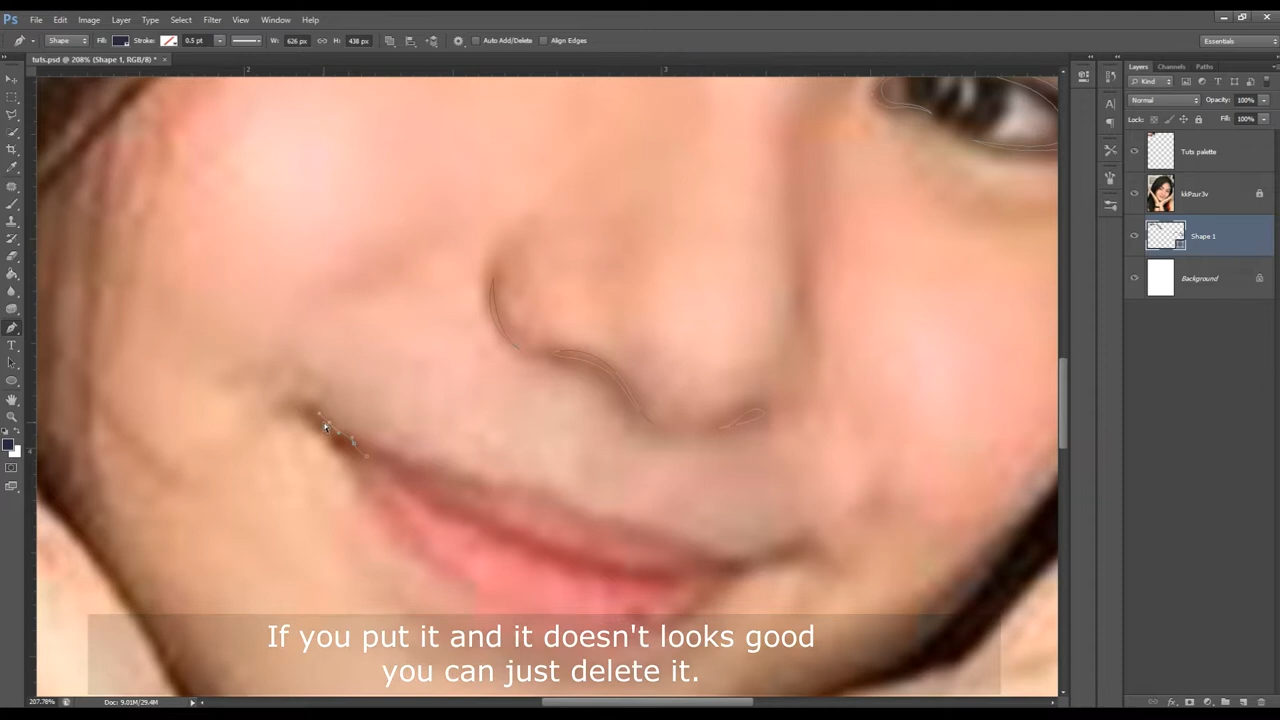 Ps File Edit Image Layer Type Select Filter View Window Help
Shape Fill: Stroke: 0.5 pt W: 626 px H: 438 px Auto Add/Delete Align Edges Essentials
tuts.psd @ 208% (Shape 1, RGB/8) * ×
2 3
Layers Channels Paths
Kind
Normal Opacity: 100%
Lock: Fill: 100%
Tuts palette
kkPzur3v
Shape 1
Background
If you put it and it doesn't looks good
you can just delete it.
207.78% Doc: 9.01M/29.4M